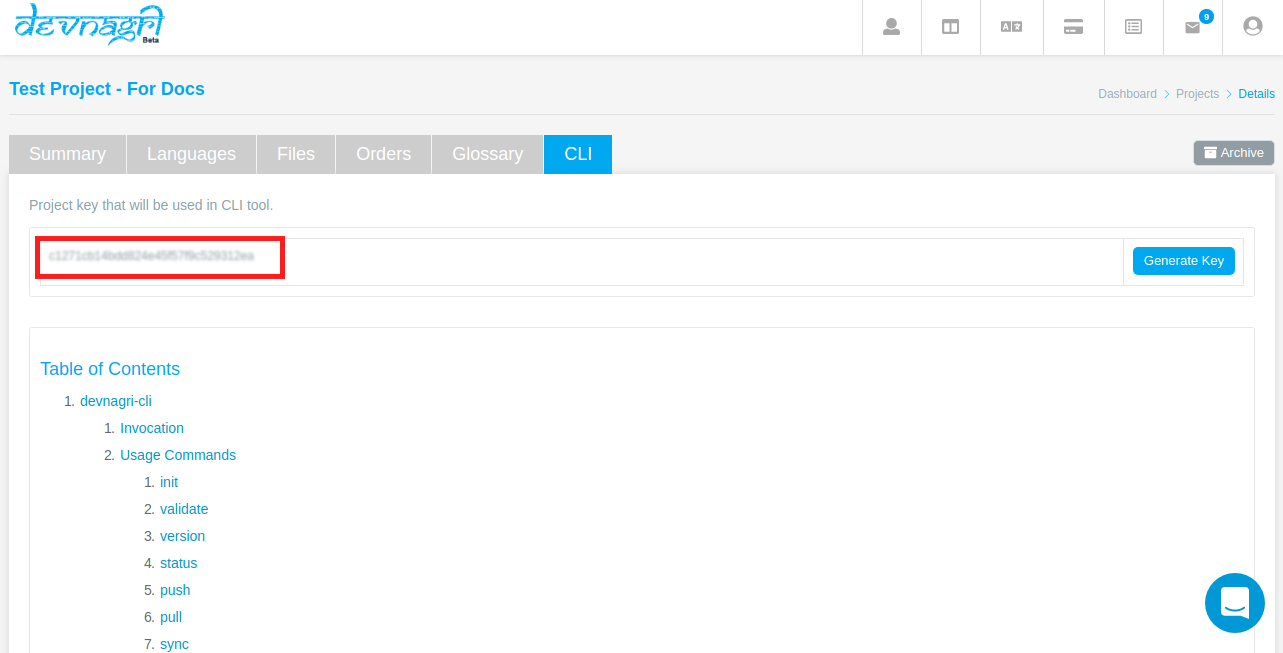 devnagri
Beta
9
Test Project - For Docs
Dashboard > Projects > Details
Summary Languages Files Orders Glossary CLI
Archive
Project key that will be used in CLI tool.
Generate Key
Table of Contents
1. devnagri-cli
1. Invocation
2. Usage Commands
1. init
2. validate
3. version
4. status
5. push
6. pull
7. sync